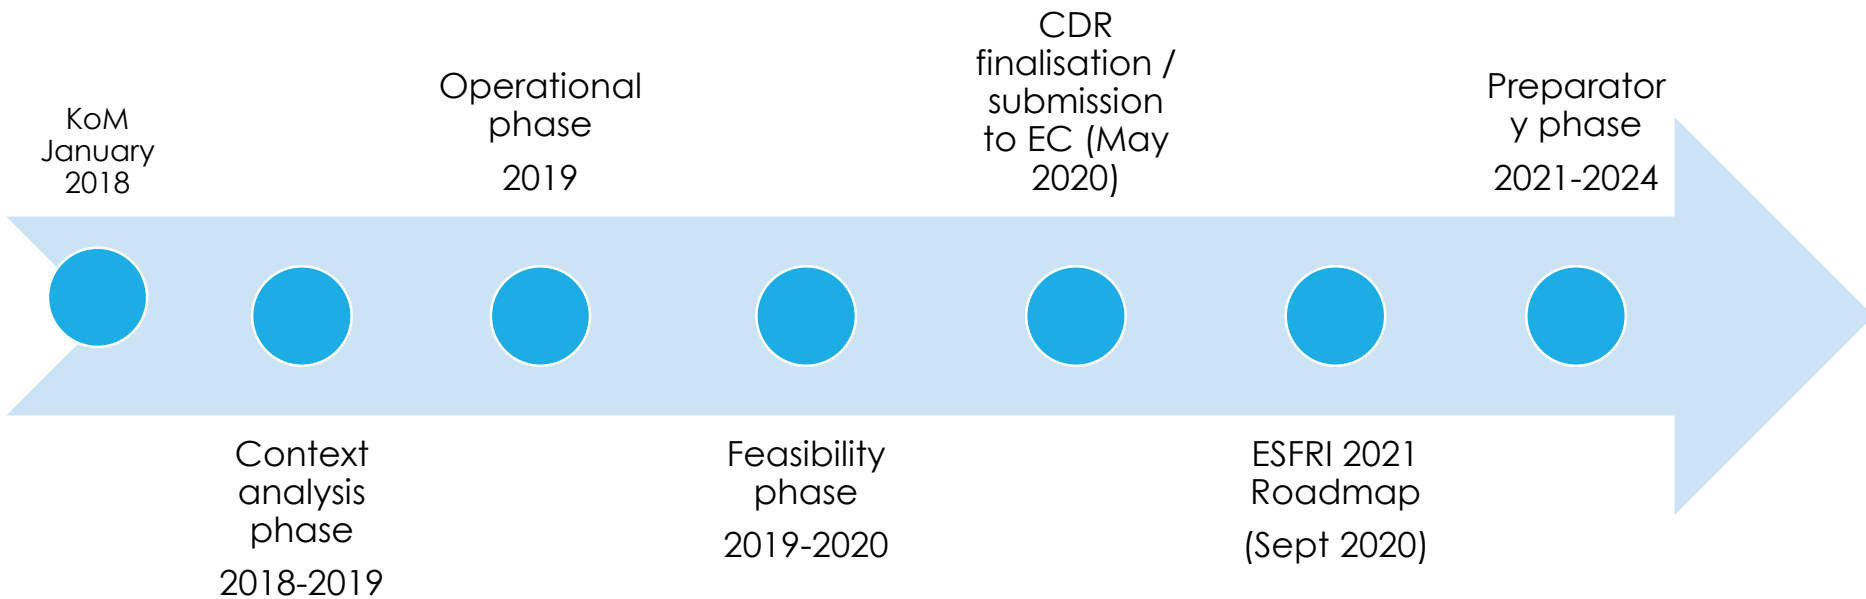 KoM
January
2018
Context
analysis
phase
2018-2019
Operational
phase
2019
Feasibility
phase
2019-2020
CDR
finalisation /
submission
to EC (May
2020)
ESFRI 2021
Roadmap
(Sept 2020)
Preparator
y phase
2021-2024